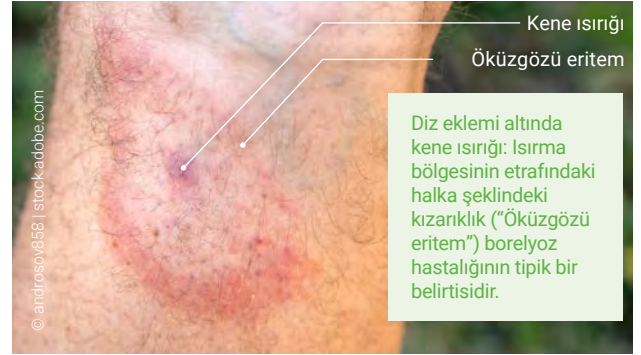 Kene ısırığı
Öküzgözü eritem
Diz eklemi altında
kene ısırığı: Isırma
bölgesinin etrafındaki
halka şeklindeki
kızarıklık (“Öküzgözü
eritem”) borelyoz
hastalığının tipik bir
belirtisidir.
© androsov858 | stock.adobe.com